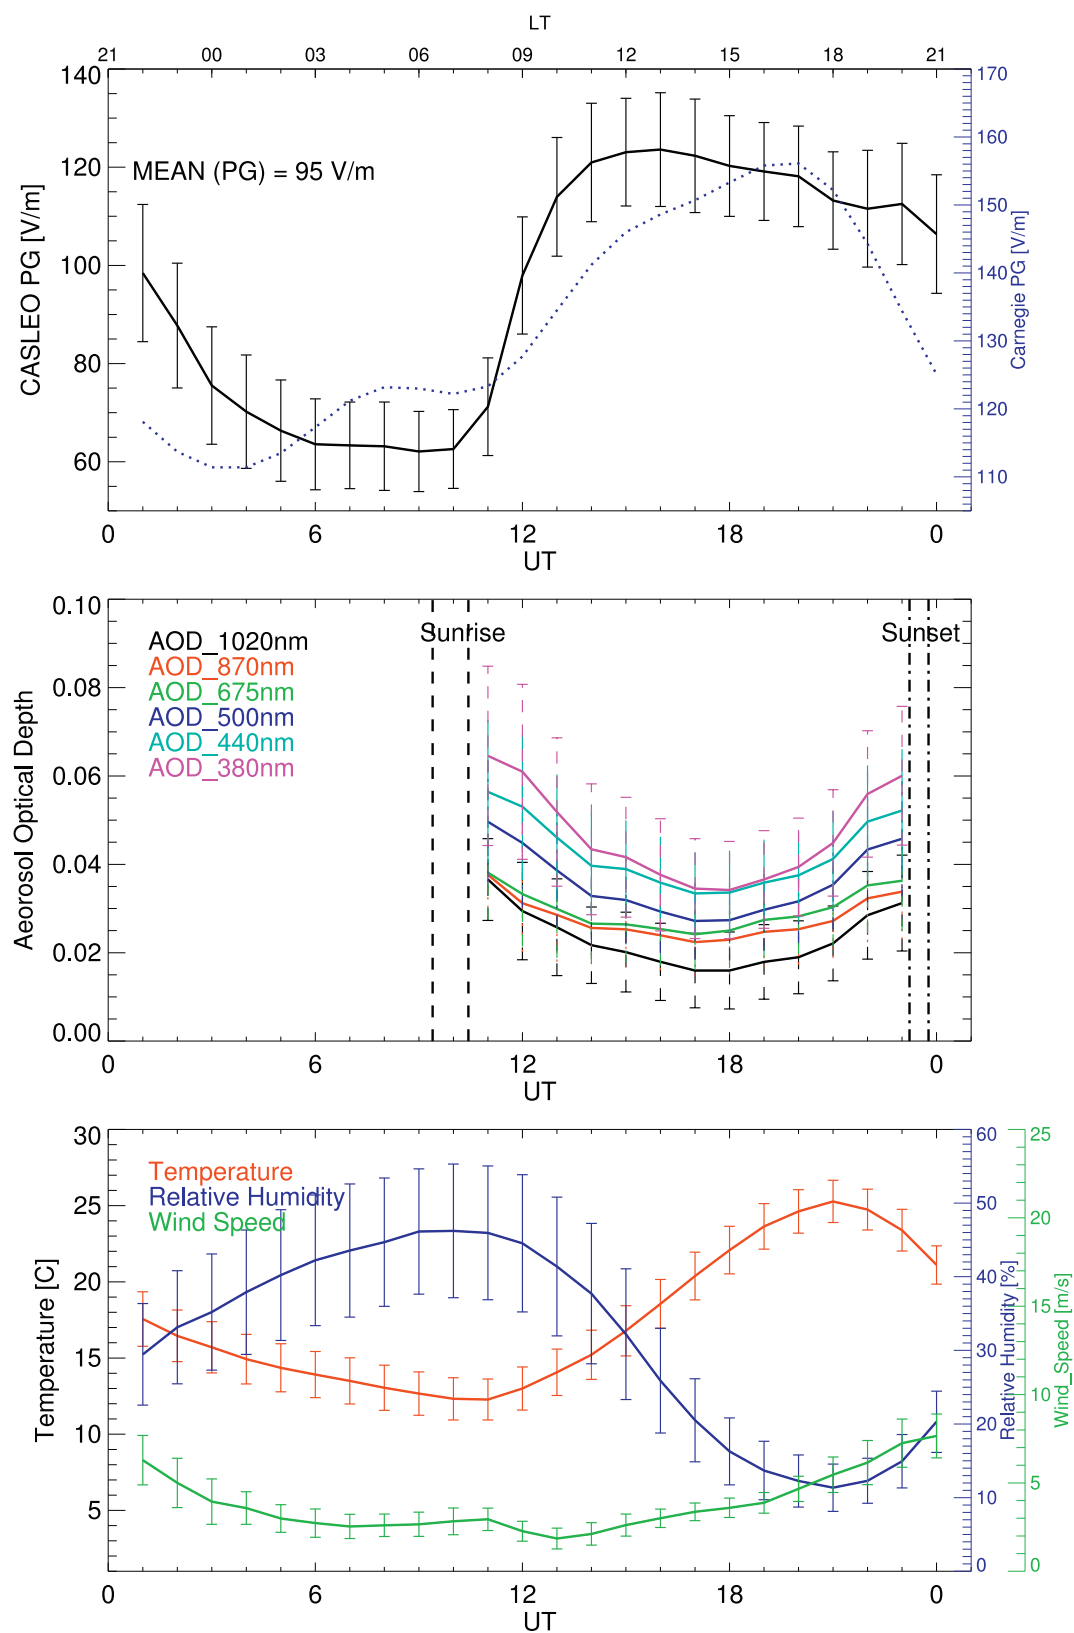 LT
21 00 03 06 09 12 15 18 21
140 170
160
120 MEAN (PG) = 95 V/m
150
CASLEO PG [V/m]
100 140
Carnegie PG [V/m]
130
80
120
60 110
0 6 12 18 0
UT
0.10
Sunrise Sunset
AOD_1020nm
AOD_870nm
0.08 AOD_675nm
AOD_500nm
AOD_440nm
0.06 AOD_380nm
Aeorosol Optical Depth
0.04
0.02
0.00
0 6 12 18 0
UT
30 60 25
Temperature
Relative Humidity 50
25 Wind Speed 20
20 40
Temperature [C]
Relative Humidity [%]
Wind_Speed [m/s]
15
15 30
10 20 10
5 10 5
0 0
0 6 12 18 0
UT